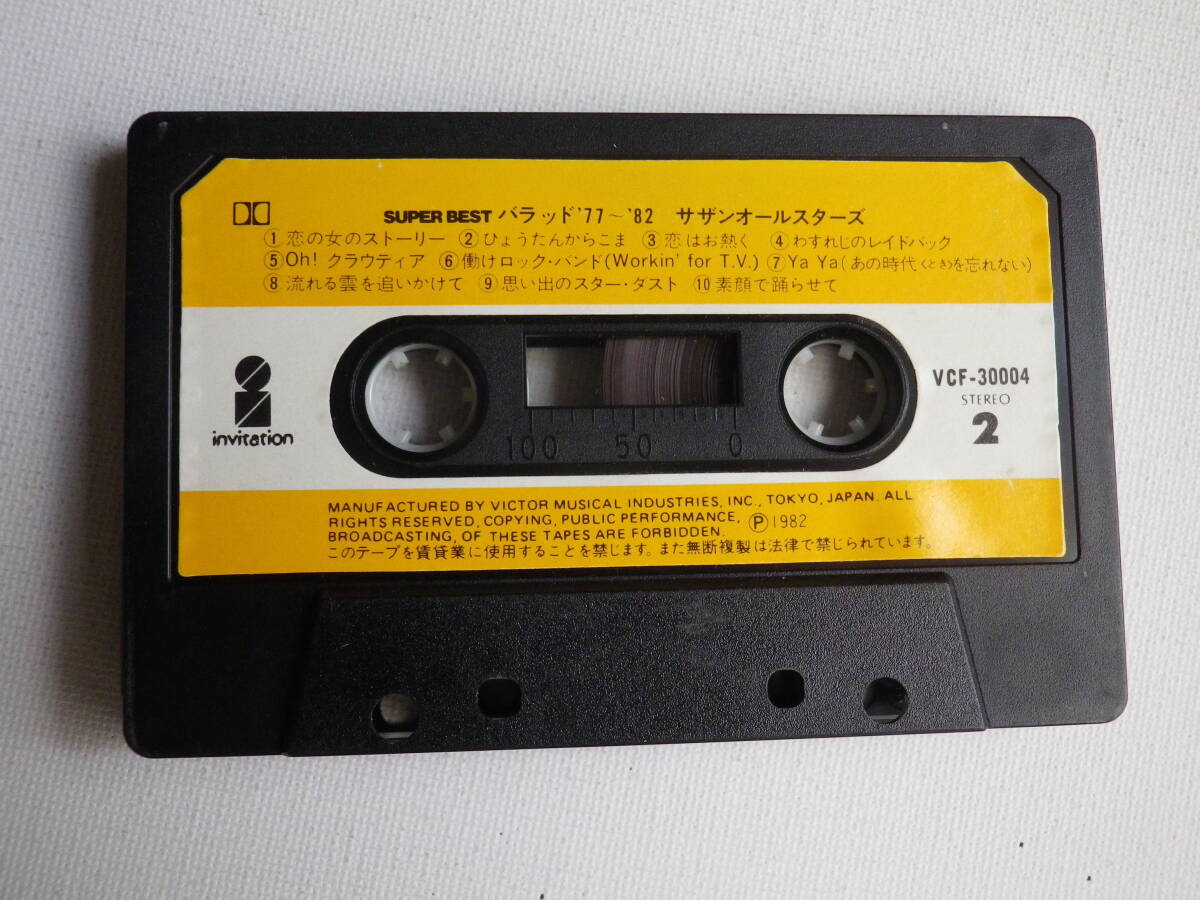 SUPER BEST バラッド'77〜'82 サザンオールスターズ
① 恋の女のストーリー ② ひょうたんからこま ③ 恋はお熱く ④ わすれじのレイドバック
⑤ Oh! クラウディア ⑥ 働けロック・バンド(Workin' for T.V.) ⑦ Ya Ya(あの時代〈とき〉を忘れない)
⑧ 流れる雲を追いかけて ⑨ 思い出のスター・ダスト ⑩ 素顔で踊らせて
invitation
100 50 0
VCF-30004
STEREO
2
MANUFACTURED BY VICTOR MUSICAL INDUSTRIES, INC., TOKYO, JAPAN. ALL
RIGHTS RESERVED, COPYING, PUBLIC PERFORMANCE,
BROADCASTING, OF THESE TAPES ARE FORBIDDEN.
Ⓟ 1982
このテープを賃貸業に使用することを禁じます。また無断複製は法律で禁じられています。